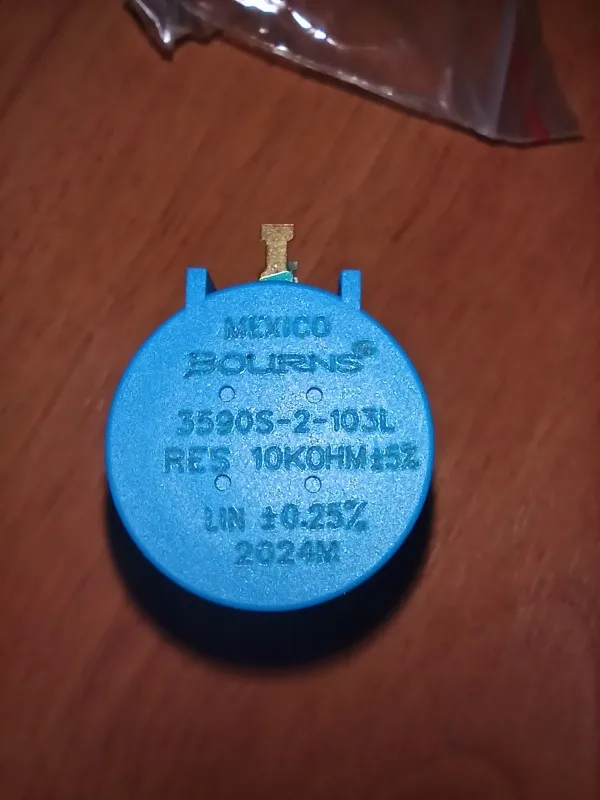 MEXICO
BOURNS®
3590S-2-103L
RES 10KOHM±5%
LIN ±0.25%
2024M